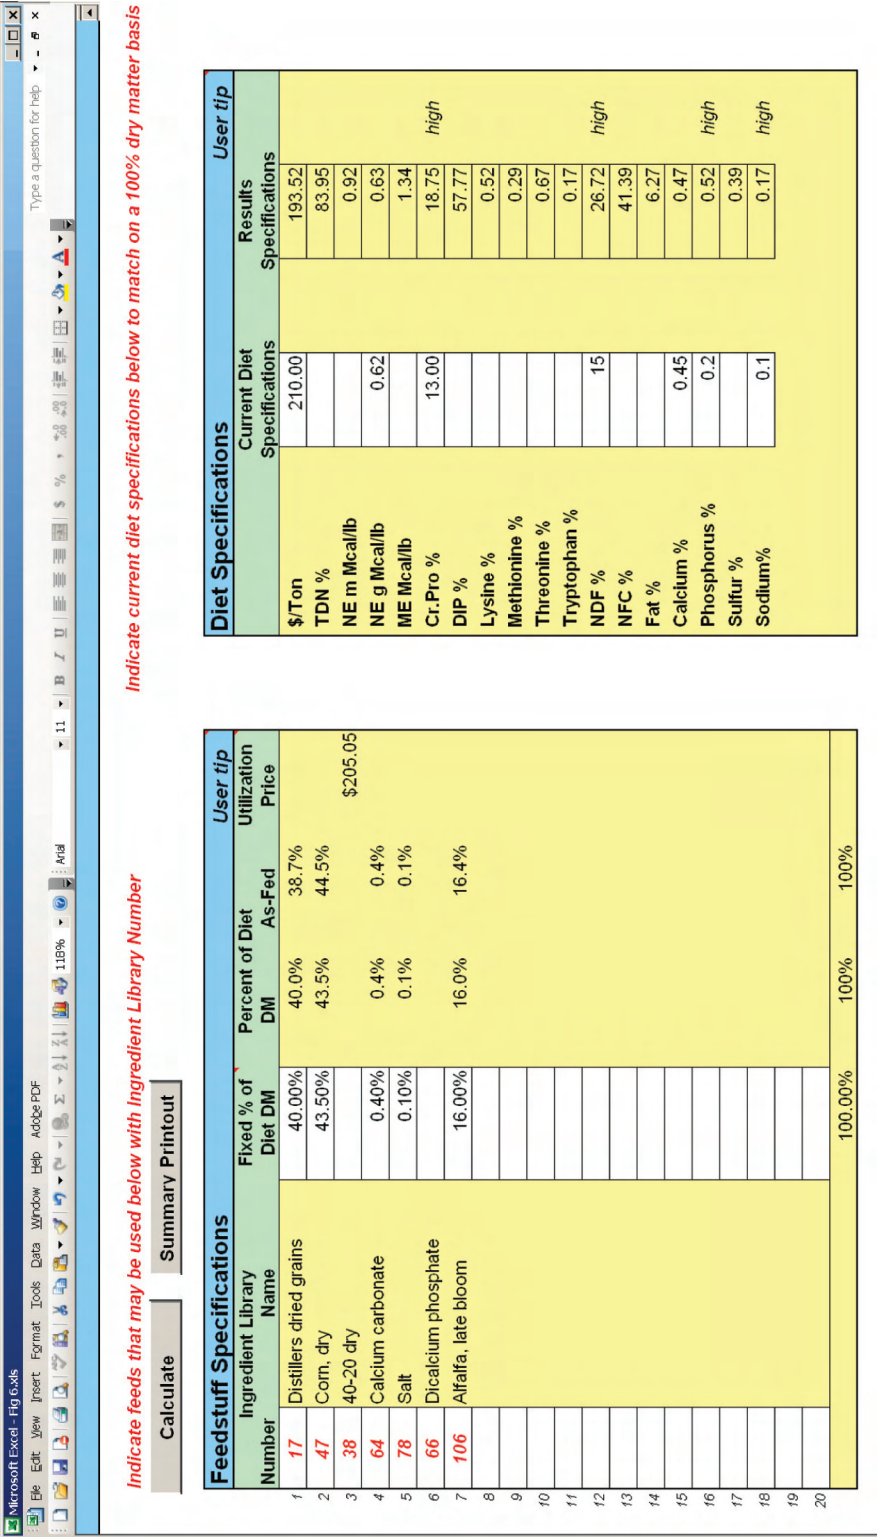 Microsoft Excel - Fig 6.xls
File Edit View Insert Format Tools Data Window Help Adobe PDF
Type a question for help
118%
Arial 11 B I U $ % ,
Indicate feeds that may be used below with Ingredient Library Number
Indicate current diet specifications below to match on a 100% dry matter basis
Calculate
Summary Printout
Feedstuff Specifications User tip
Ingredient Library Fixed % of Percent of Diet Utilization
Number Name Diet DM DM As-Fed Price
1 17 Distillers dried grains 40.00% 40.0% 38.7%
2 47 Corn, dry 43.50% 43.5% 44.5%
3 38 40-20 dry $205.05
4 64 Calcium carbonate 0.40% 0.4% 0.4%
5 78 Salt 0.10% 0.1% 0.1%
6 66 Dicalcium phosphate
7 106 Alfalfa, late bloom 16.00% 16.0% 16.4%
8
9
10
11
12
13
14
15
16
17
18
19
20
100.00% 100% 100%
Diet Specifications User tip
Current Diet Results
Specifications Specifications
$/Ton 210.00 193.52
TDN % 83.95
NE m Mcal/lb 0.92
NE g Mcal/lb 0.62 0.63
ME Mcal/lb 1.34
Cr.Pro % 13.00 18.75 high
DIP % 57.77
Lysine % 0.52
Methionine % 0.29
Threonine % 0.67
Tryptophan % 0.17
NDF % 15 26.72 high
NFC % 41.39
Fat % 6.27
Calcium % 0.45 0.47
Phosphorus % 0.2 0.52 high
Sulfur % 0.39
Sodium% 0.1 0.17 high